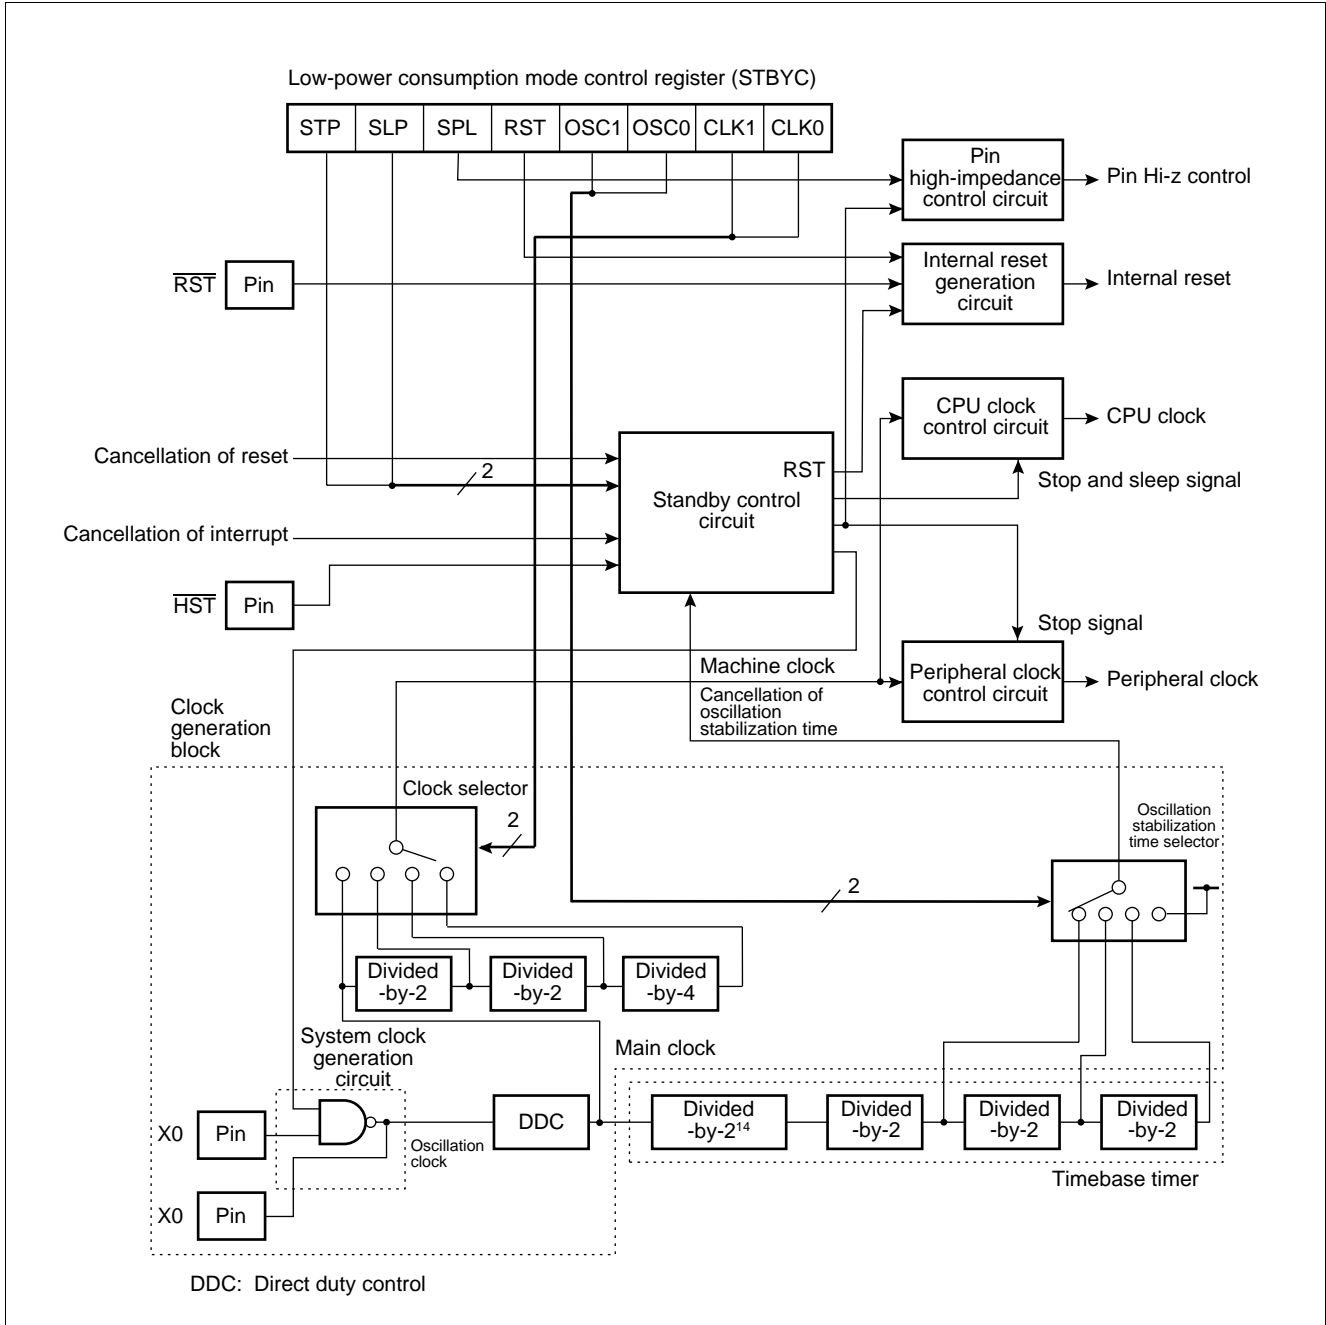 Low-power consumption mode control register (STBYC)
STP SLP SPL RST OSC1 OSC0 CLK1 CLK0
Pin
high-impedance
control circuit
Pin Hi-z control
RST
Pin
Internal reset
generation
circuit
Internal reset
CPU clock
control circuit
CPU clock
Cancellation of reset
2
RST
Standby control
circuit
Stop and sleep signal
Cancellation of interrupt
HST
Pin
Stop signal
Machine clock
Peripheral clock
control circuit
Peripheral clock
Cancellation of
oscillation
stabilization time
Clock
generation
block
Clock selector
2
Oscillation
stabilization
time selector
2
Divided
-by-2
Divided
-by-2
Divided
-by-4
System clock
generation
circuit
Main clock
X0
Pin
Oscillation
clock
DDC
Divided
-by-2¹⁴
Divided
-by-2
Divided
-by-2
Divided
-by-2
Timebase timer
X0
Pin
DDC: Direct duty control